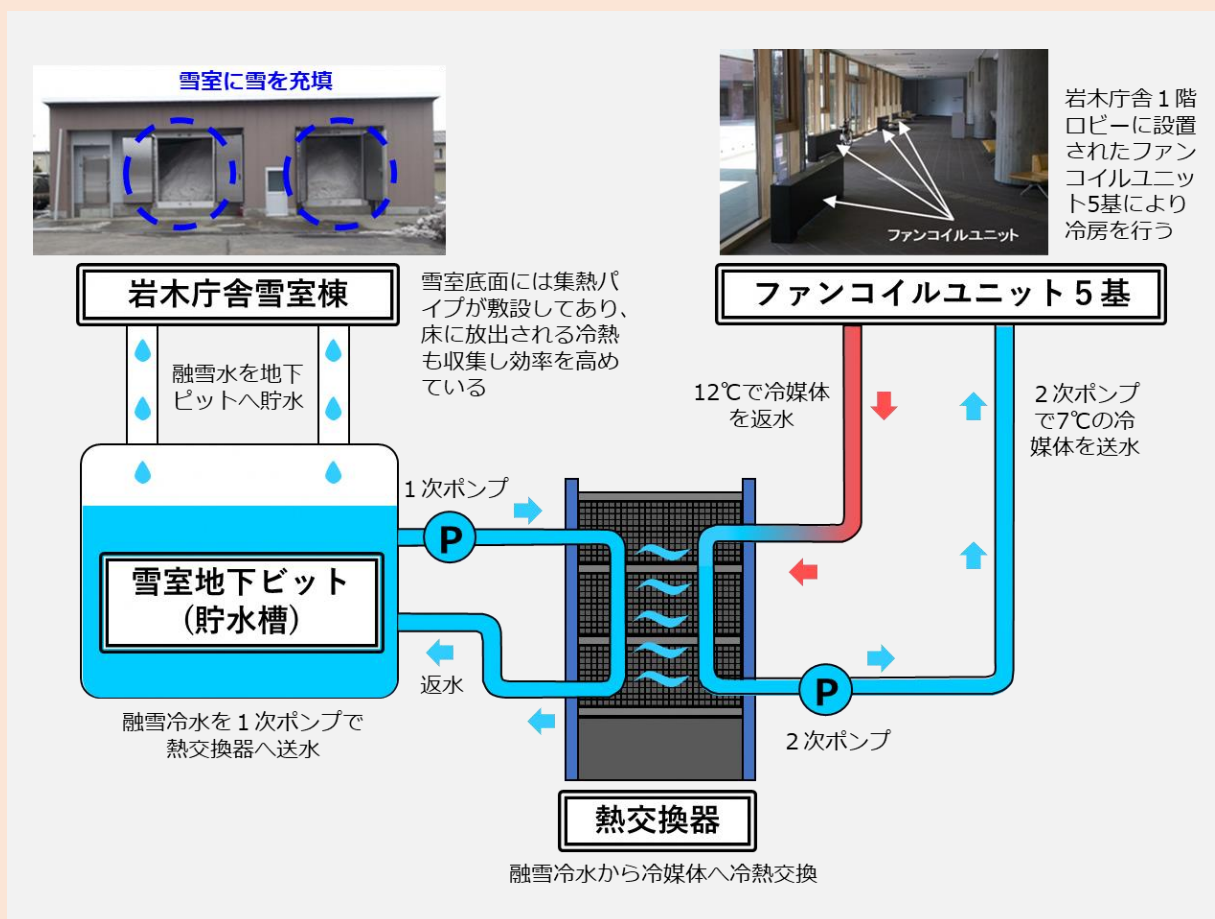 雪室に雪を充填
岩木庁舎雪室棟
雪室底面には集熱パ
イプが敷設してあり、
床に放出される冷熱
も収集し効率を高め
ている
融雪水を地下
ピットへ貯水
雪室地下ビット
(貯水槽)
融雪冷水を1次ポンプで
熱交換器へ送水
1次ポンプ
P
返水
熱交換器
融雪冷水から冷媒体へ冷熱交換
ファンコイルユニット
岩木庁舎1階
ロビーに設置
されたファン
コイルユニッ
ト5基により
冷房を行う
ファンコイルユニット5基
12℃で冷媒体
を返水
2次ポンプ
で7℃の冷
媒体を送水
P
2次ポンプ